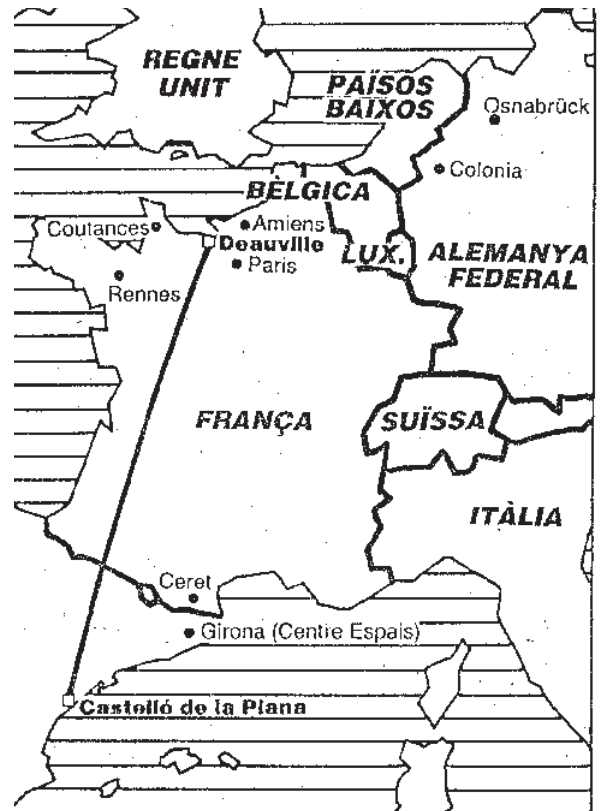 REGNE
UNIT
PAÏSOS
BAIXOS
Osnabrück
Colonia
BÈLGICA
Coutances
Amiens
Deauville
Paris
LUX.
ALEMANYA
FEDERAL
Rennes
FRANÇA
SUÏSSA
ITÀLIA
Ceret
Girona (Centre Espais)
Castelló de la Plana